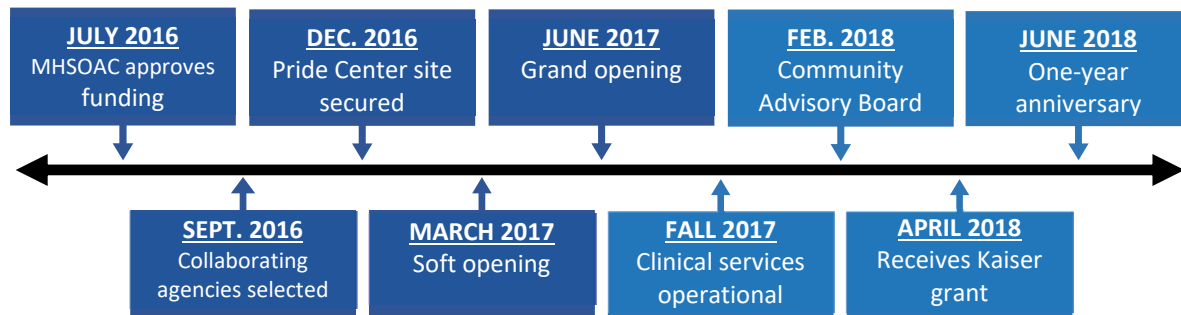 JULY 2016
MHSOAC approves
funding
DEC. 2016
Pride Center site
secured
JUNE 2017
Grand opening
FEB. 2018
Community
Advisory Board
JUNE 2018
One-year
anniversary
SEPT. 2016
Collaborating
agencies selected
MARCH 2017
Soft opening
FALL 2017
Clinical services
operational
APRIL 2018
Receives Kaiser
grant